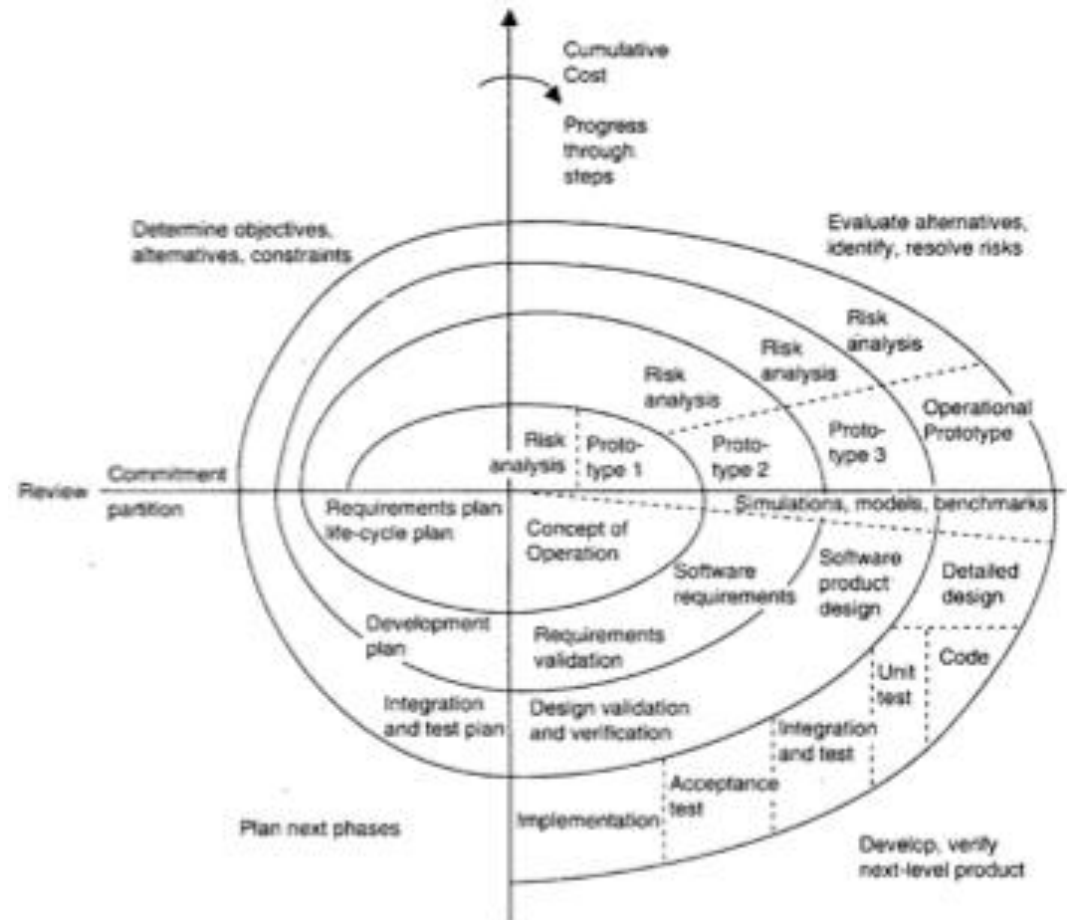 Cumulative
Cost
Progress
through
steps
Determine objectives,
alternatives, constraints
Evaluate alternatives,
identify, resolve risks
Risk
analysis
Risk
analysis
Risk
analysis
Risk
analysis
Proto-
type 1
Proto-
type 2
Proto-
type 3
Operational
Prototype
Review
Commitment
partition
Simulations, models, benchmarks
Requirements plan
life-cycle plan
Concept of
Operation
Software
requirements
Software
product
design
Detailed
design
Development
plan
Requirements
validation
Unit
test
Code
Integration
and test plan
Design validation
and verification
Integration
and test
Acceptance
test
Implementation
Plan next phases
Develop, verify
next-level product